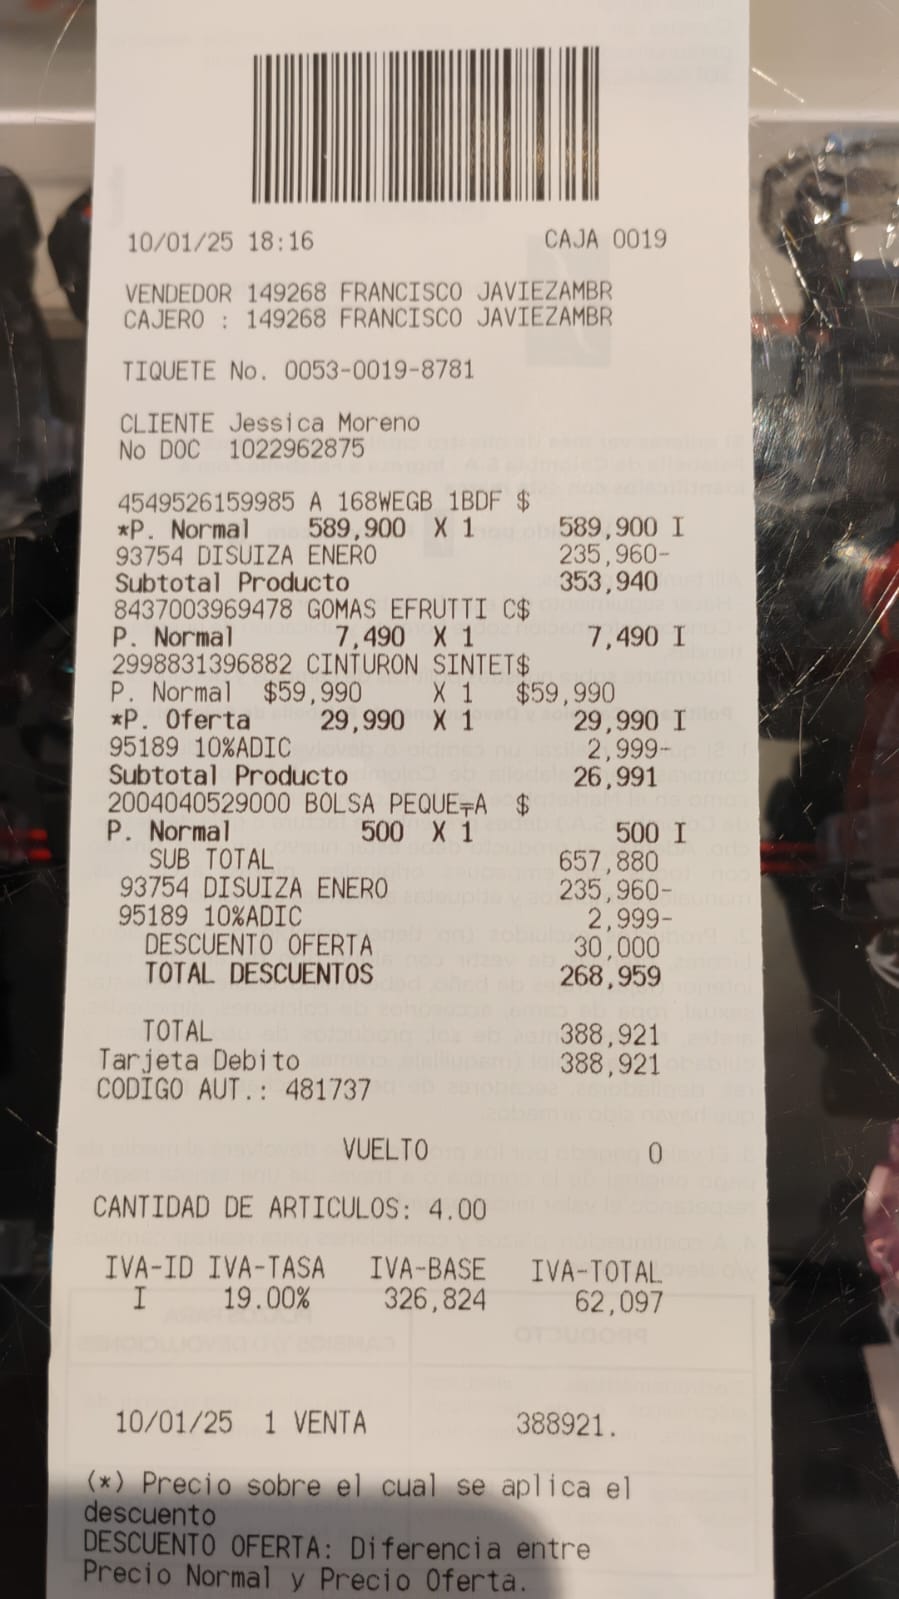 10/01/25 18:16 CAJA 0019
VENDEDOR 149268 FRANCISCO JAVIEZAMBR
CAJERO : 149268 FRANCISCO JAVIEZAMBR
TIQUETE No. 0053-0019-8781
CLIENTE Jessica Moreno
No DOC 1022962875
4549526159985 A 168WEGB 1BDF $
*P. Normal 589,900 X 1 589,900 I
93754 DISUIZA ENERO 235,960-
Subtotal Producto 353,940
8437003969478 GOMAS EFRUTTI C$
P. Normal 7,490 X 1 7,490 I
2998831396882 CINTURON SINTET$
P. Normal $59,990 X 1 $59,990
*P. Oferta 29,990 X 1 29,990 I
95189 10%ADIC 2,999-
Subtotal Producto 26,991
2004040529000 BOLSA PEQUE╤A $
P. Normal 500 X 1 500 I
SUB TOTAL 657,880
93754 DISUIZA ENERO 235,960-
95189 10%ADIC 2,999-
DESCUENTO OFERTA 30,000
TOTAL DESCUENTOS 268,959
TOTAL 388,921
Tarjeta Debito 388,921
CODIGO AUT.: 481737
VUELTO 0
CANTIDAD DE ARTICULOS: 4.00
IVA-ID IVA-TASA IVA-BASE IVA-TOTAL
I 19.00% 326,824 62,097
10/01/25 1 VENTA 388921.
(*) Precio sobre el cual se aplica el
descuento
DESCUENTO OFERTA: Diferencia entre
Precio Normal y Precio Oferta.